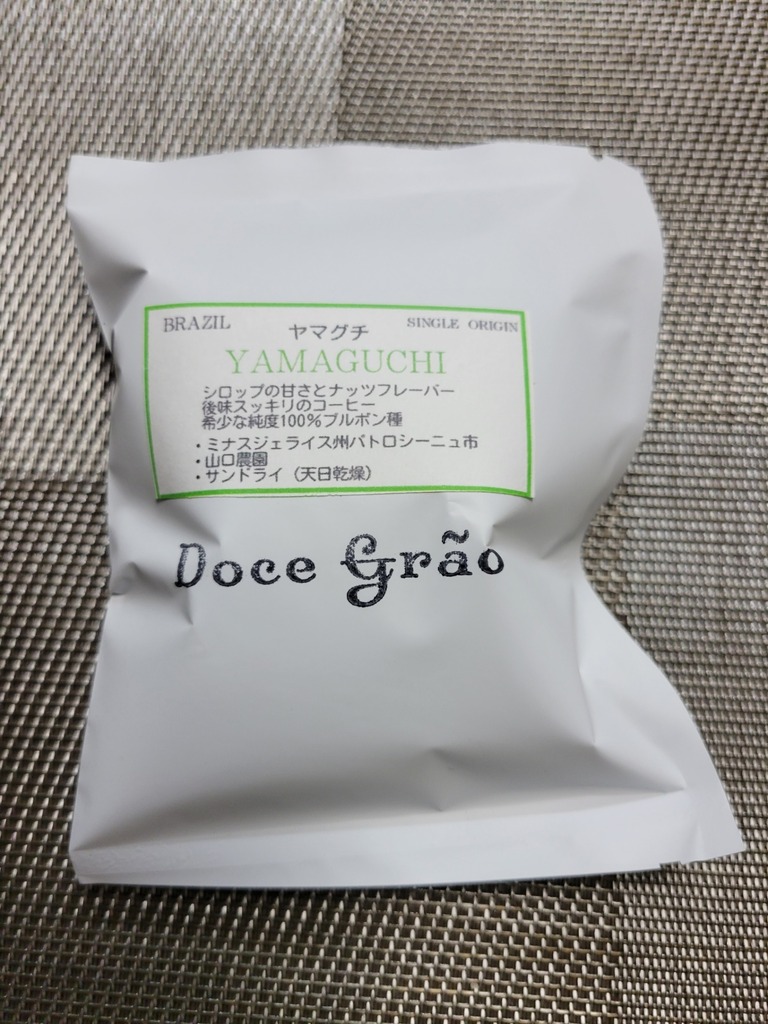 BRAZIL
SINGLE ORIGIN
ヤマグチ
YAMAGUCHI
シロップの甘さとナッツフレーバー
後味スッキリのコーヒー
希少な純度100%ブルボン種
・ミナスジェライス州パトロシーニュ市
・山口農園
・サンドライ（天日乾燥）
Doce Grão